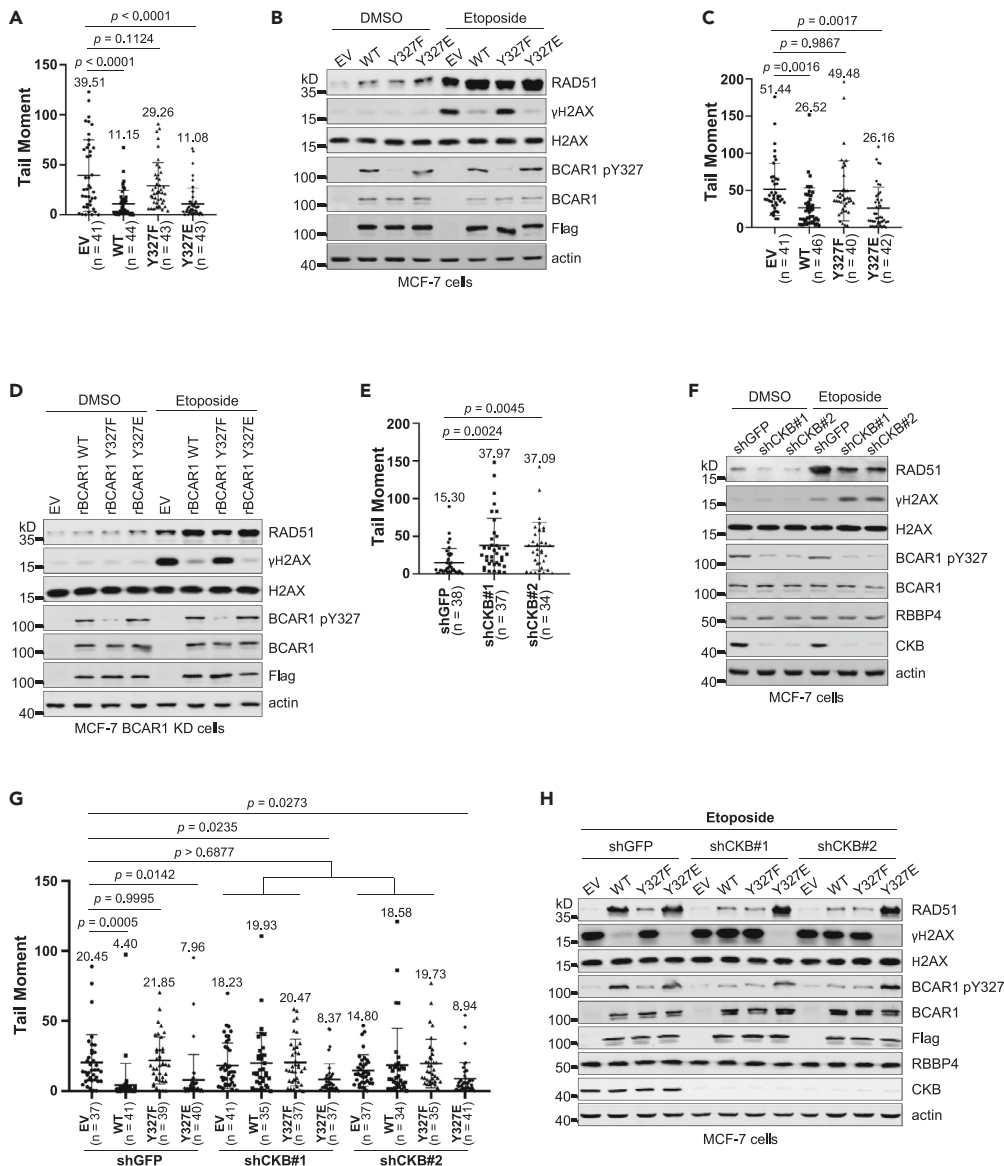 A
p < 0.0001
p = 0.1124
p < 0.0001
39.51
11.15
29.26
11.08
150
100
50
0
Tail Moment
EV (n = 41)
WT (n = 44)
Y327F (n = 43)
Y327E (n = 43)
B
DMSO Etoposide
EV WT Y327F Y327E EV WT Y327F Y327E
kD
35 RAD51
15 γH2AX
15 H2AX
100 BCAR1 pY327
100 BCAR1
100 Flag
40 actin
MCF-7 cells
C
p = 0.0017
p = 0.9867
p =0.0016
51.44
26.52
49.48
26.16
200
150
100
50
0
Tail Moment
EV (n = 41)
WT (n = 46)
Y327F (n = 40)
Y327E (n = 42)
D
DMSO Etoposide
EV rBCAR1 WT rBCAR1 Y327F rBCAR1 Y327E EV rBCAR1 WT rBCAR1 Y327F rBCAR1 Y327E
kD
35 RAD51
15 γH2AX
15 H2AX
100 BCAR1 pY327
100 BCAR1
100 Flag
40 actin
MCF-7 BCAR1 KD cells
E
p = 0.0045
p = 0.0024
15.30
37.97
37.09
200
150
100
50
0
Tail Moment
shGFP (n = 38)
shCKB#1 (n = 37)
shCKB#2 (n = 34)
F
DMSO Etoposide
shGFP shCKB#1 shCKB#2 shGFP shCKB#1 shCKB#2
kD
35 RAD51
15 γH2AX
15 H2AX
100 BCAR1 pY327
100 BCAR1
50 RBBP4
40 CKB
40 actin
MCF-7 cells
G
p = 0.0273
p = 0.0235
p > 0.6877
p = 0.0142
p = 0.9995
p = 0.0005
20.45
4.40
21.85
7.96
18.23
19.93
20.47
8.37
14.80
18.58
19.73
8.94
150
100
50
0
Tail Moment
EV (n = 37)
WT (n = 41)
Y327F (n = 39)
Y327E (n = 40)
EV (n = 41)
WT (n = 35)
Y327F (n = 37)
Y327E (n = 37)
EV (n = 37)
WT (n = 34)
Y327F (n = 35)
Y327E (n = 41)
shGFP shCKB#1 shCKB#2
H
Etoposide
shGFP shCKB#1 shCKB#2
EV WT Y327F Y327E EV WT Y327F Y327E EV WT Y327F Y327E
kD
35 RAD51
15 γH2AX
15 H2AX
100 BCAR1 pY327
100 BCAR1
100 Flag
50 RBBP4
40 CKB
40 actin
MCF-7 cells